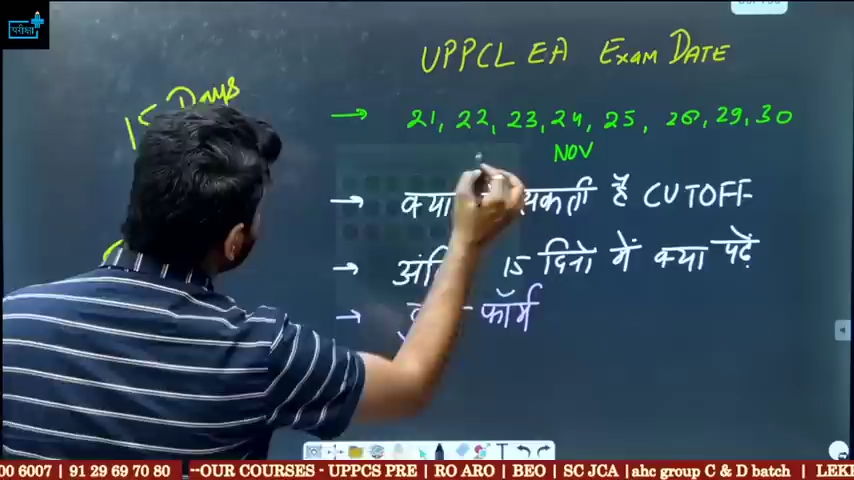 परीक्षा
UPPCL EA Exam DATE
15 Days
→ 21, 22, 23, 24, 25, 28, 29, 30
NOV
→ क्या सकती है CUTOFF
→ 15 दिनो में क्या पढ़ें
→ फॉर्म
00 6007 | 91 29 69 70 80 --OUR COURSES - UPPCS PRE | RO ARO | BEO | SC JCA | ahc group C & D batch | LEKH